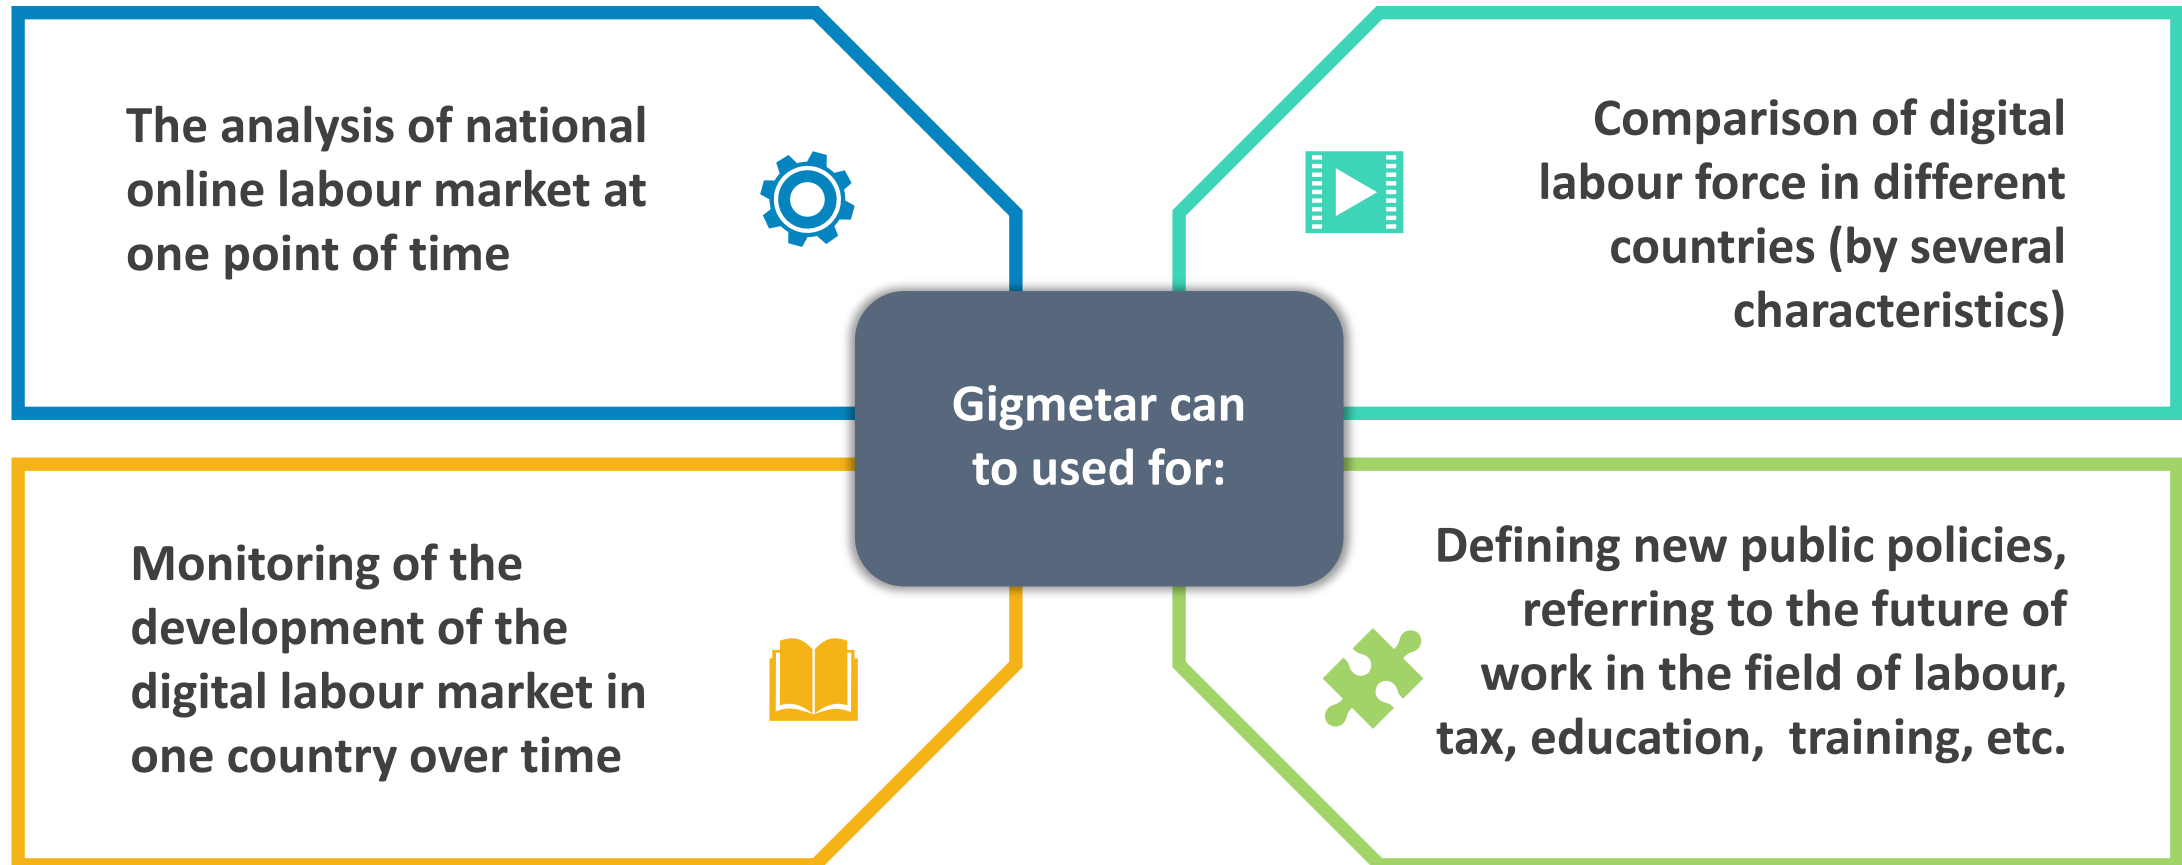 The analysis of national
online labour market at
one point of time
Comparison of digital
labour force in different
countries (by several
characteristics)
Gigmetar can
to used for:
Monitoring of the
development of the
digital labour market in
one country over time
Defining new public policies,
referring to the future of
work in the field of labour,
tax, education,  training, etc.